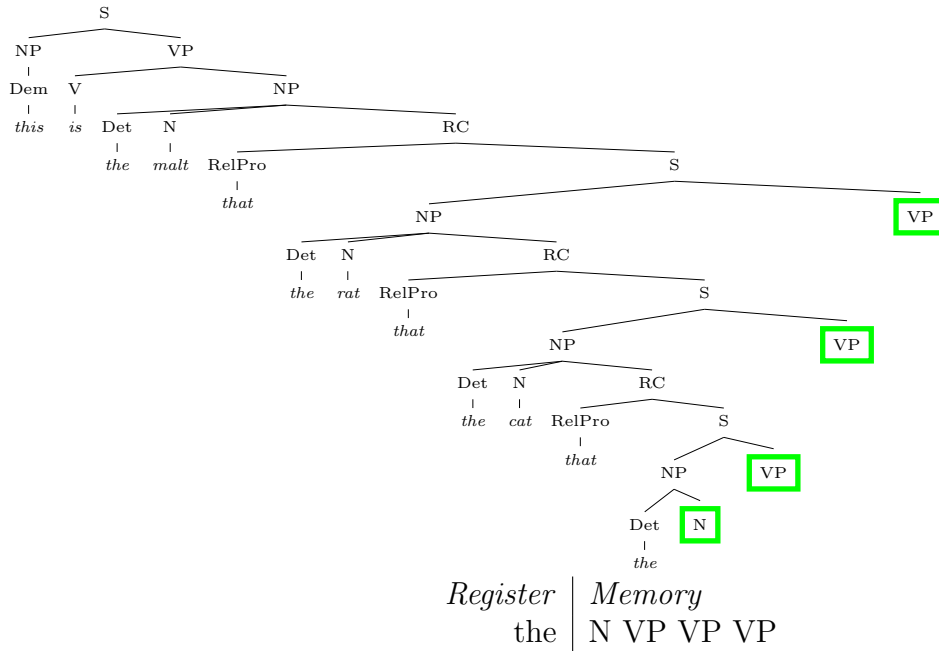 S
NP VP
Dem V NP
this is Det N RC
the malt RelPro S
that NP VP
Det N RC
the rat RelPro S
that NP VP
Det N RC
the cat RelPro S
that NP VP
Det N
the
Register Memory
the N VP VP VP